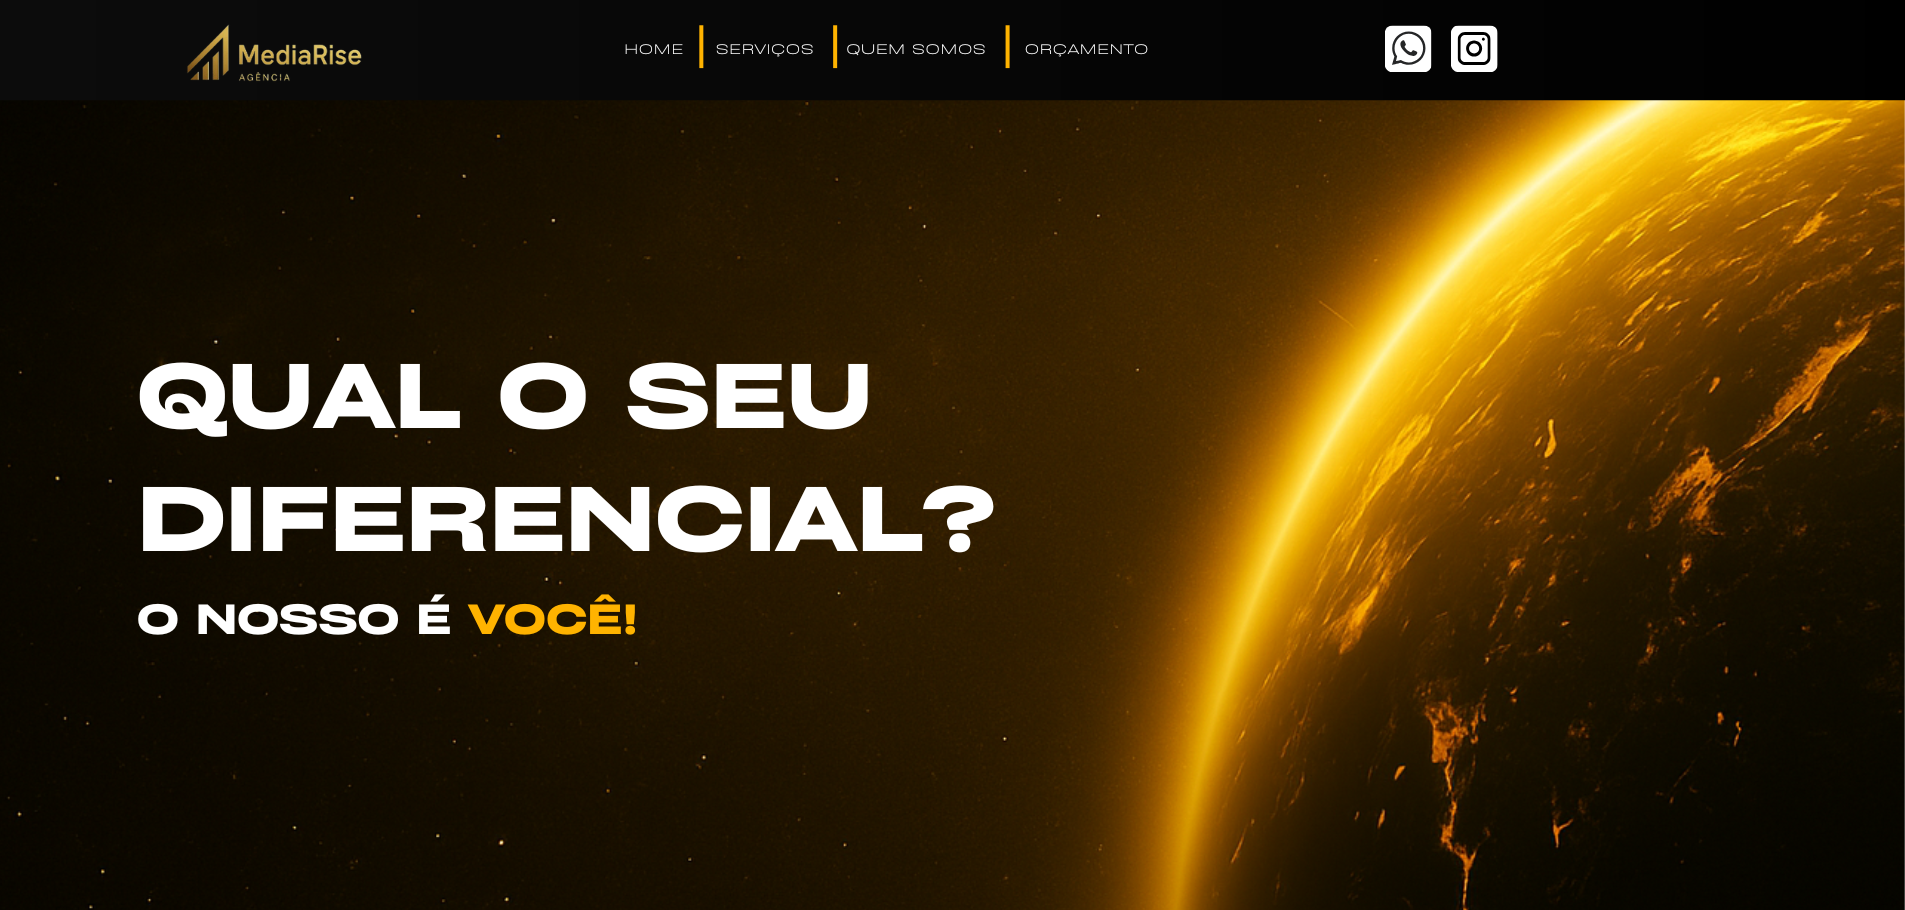 MediaRise
AGÊNCIA
HOME
SERVIÇOS
QUEM SOMOS
ORÇAMENTO
QUAL O SEU
DIFERENCIAL?
O NOSSO É VOCÊ!